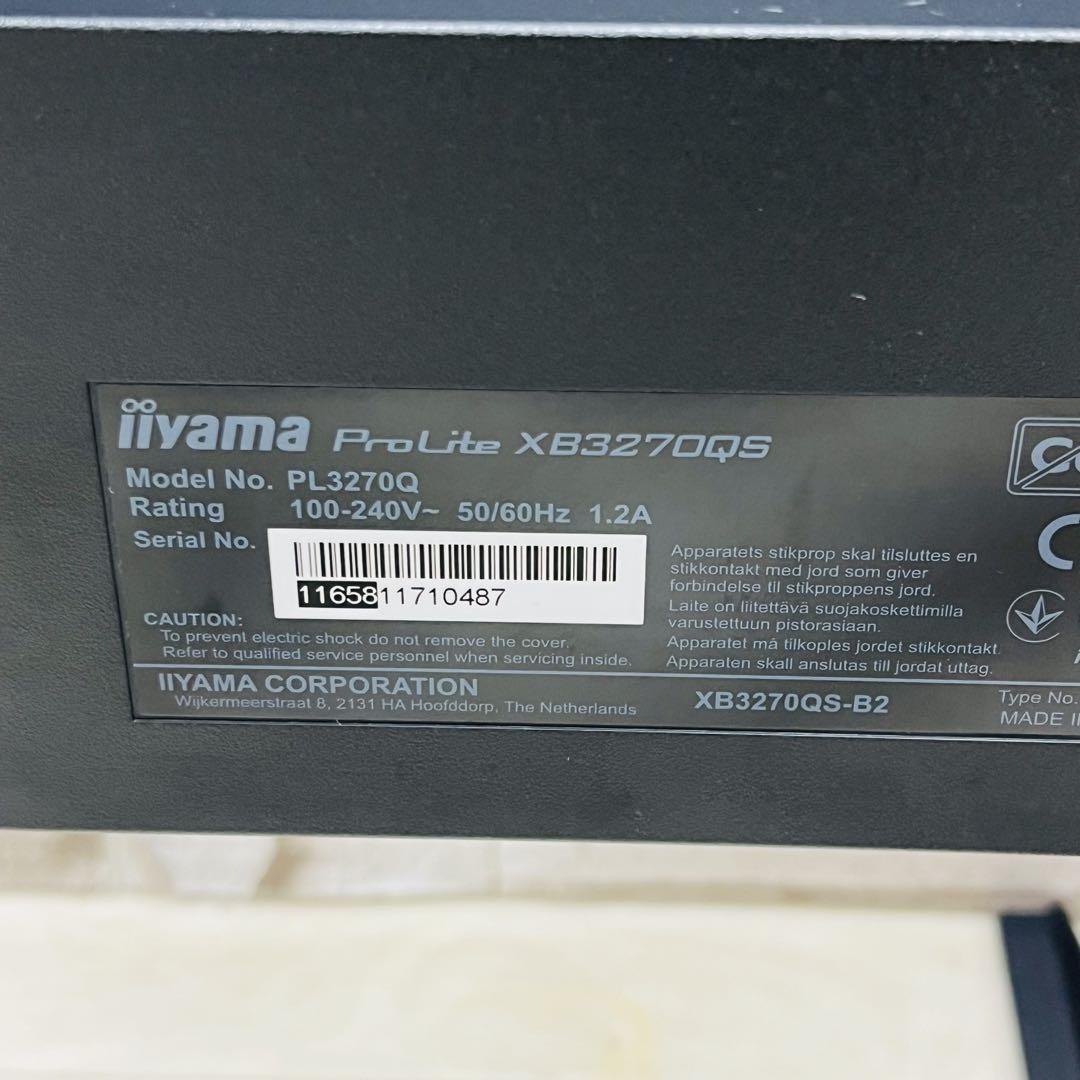 iiyama ProLite XB3270QS
Model No. PL3270Q
Rating 100-240V~ 50/60Hz 1.2A
Serial No.
1165811710487
CAUTION:
To prevent electric shock do not remove the cover.
Refer to qualified service personnel when servicing inside.
Apparatets stikprop skal tilsluttes en
stikkontakt med jord som giver
forbindelse til stikproppens jord.
Laite on liitettävä suojakoskettimilla
varustettuun pistorasiaan.
Apparatet må tilkoples jordet stikkontakt.
Apparaten skall anslutas till jordat uttag.
IIYAMA CORPORATION
Wijkermeerstraat 8, 2131 HA Hoofddorp, The Netherlands
XB3270QS-B2
Type No.
MADE